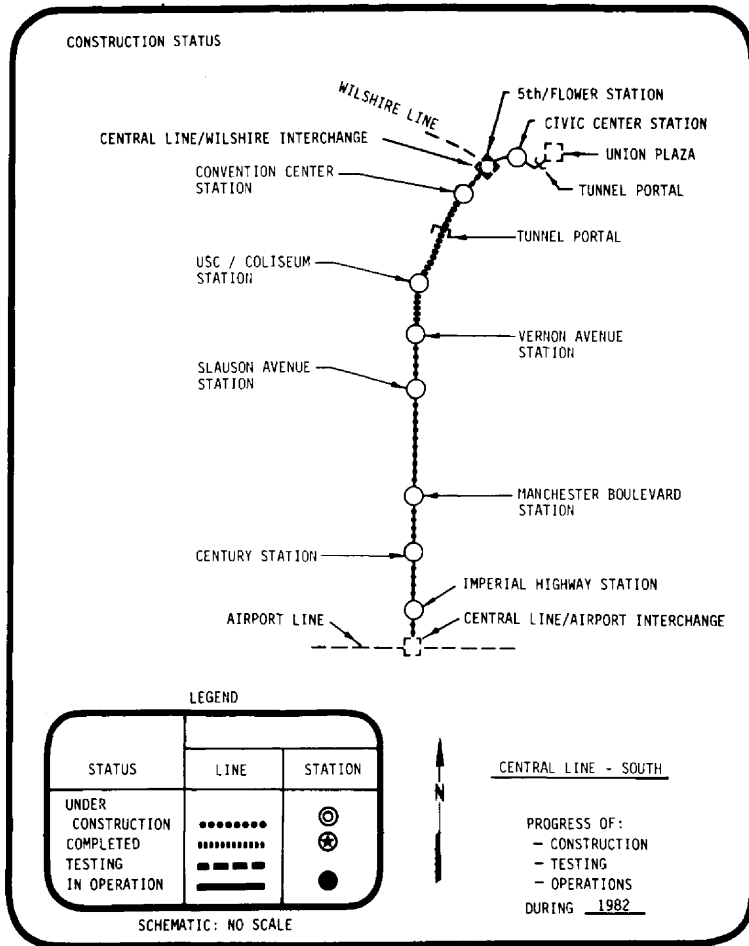 CONSTRUCTION STATUS
WILSHIRE LINE
5th/FLOWER STATION
CENTRAL LINE/WILSHIRE INTERCHANGE
CIVIC CENTER STATION
UNION PLAZA
CONVENTION CENTER
STATION
TUNNEL PORTAL
TUNNEL PORTAL
USC / COLISEUM
STATION
VERNON AVENUE
STATION
SLAUSON AVENUE
STATION
MANCHESTER BOULEVARD
STATION
CENTURY STATION
IMPERIAL HIGHWAY STATION
AIRPORT LINE
CENTRAL LINE/AIRPORT INTERCHANGE
LEGEND
STATUS LINE STATION
UNDER
CONSTRUCTION
COMPLETED
TESTING
IN OPERATION
SCHEMATIC: NO SCALE
N
CENTRAL LINE - SOUTH
PROGRESS OF:
- CONSTRUCTION
- TESTING
- OPERATIONS
DURING 1982